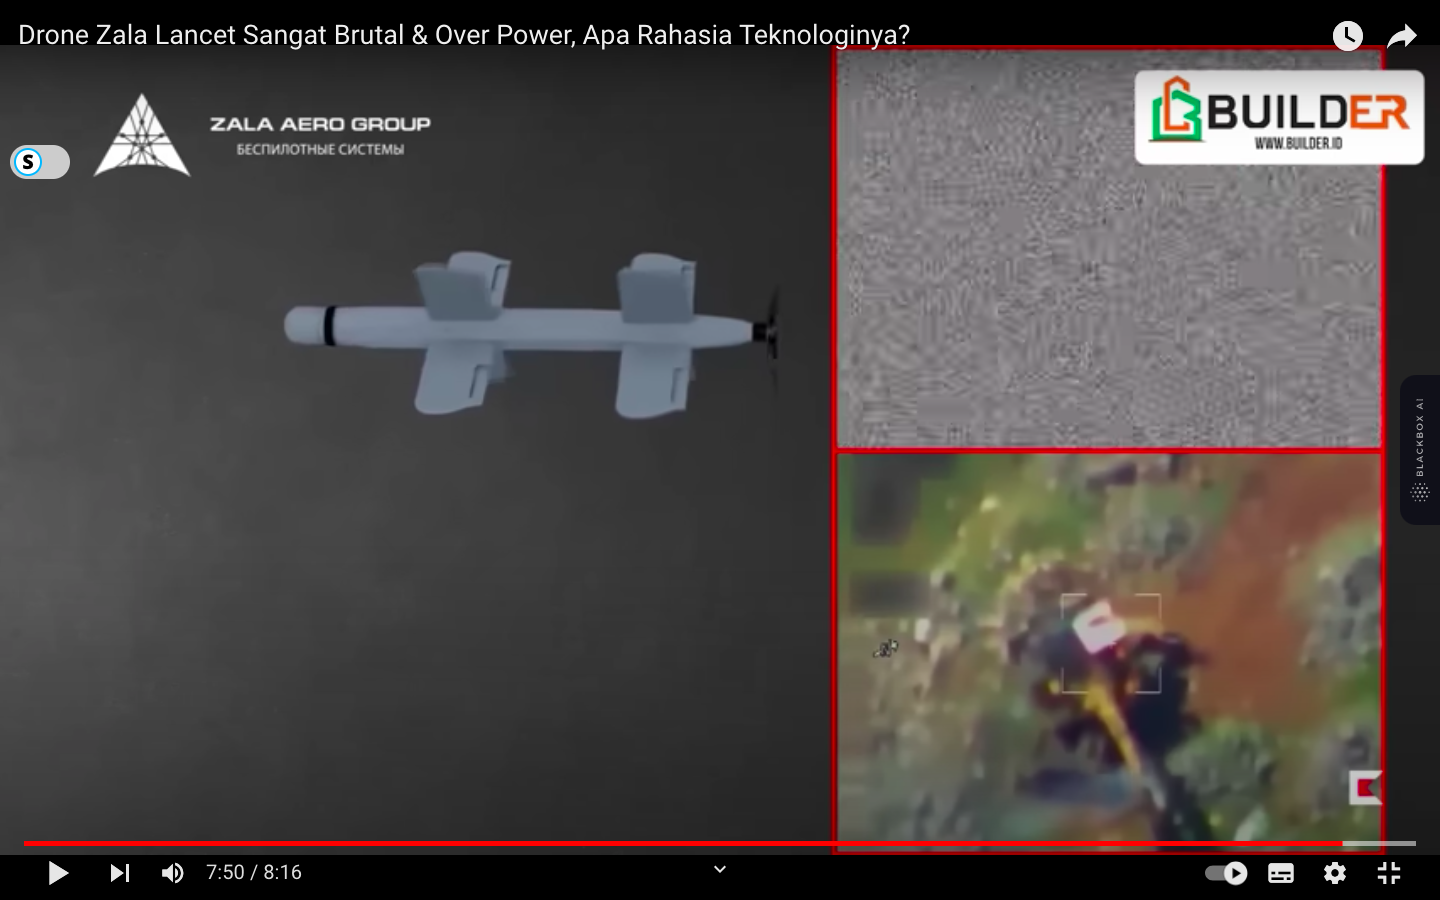 Drone Zala Lancet Sangat Brutal & Over Power, Apa Rahasia Teknologinya?
ZALA AERO GROUP
БЕСПИЛОТНЫЕ СИСТЕМЫ
BUILDER
WWW.BUILDER.ID
S
BLACKBOX AI
7:50 / 8:16